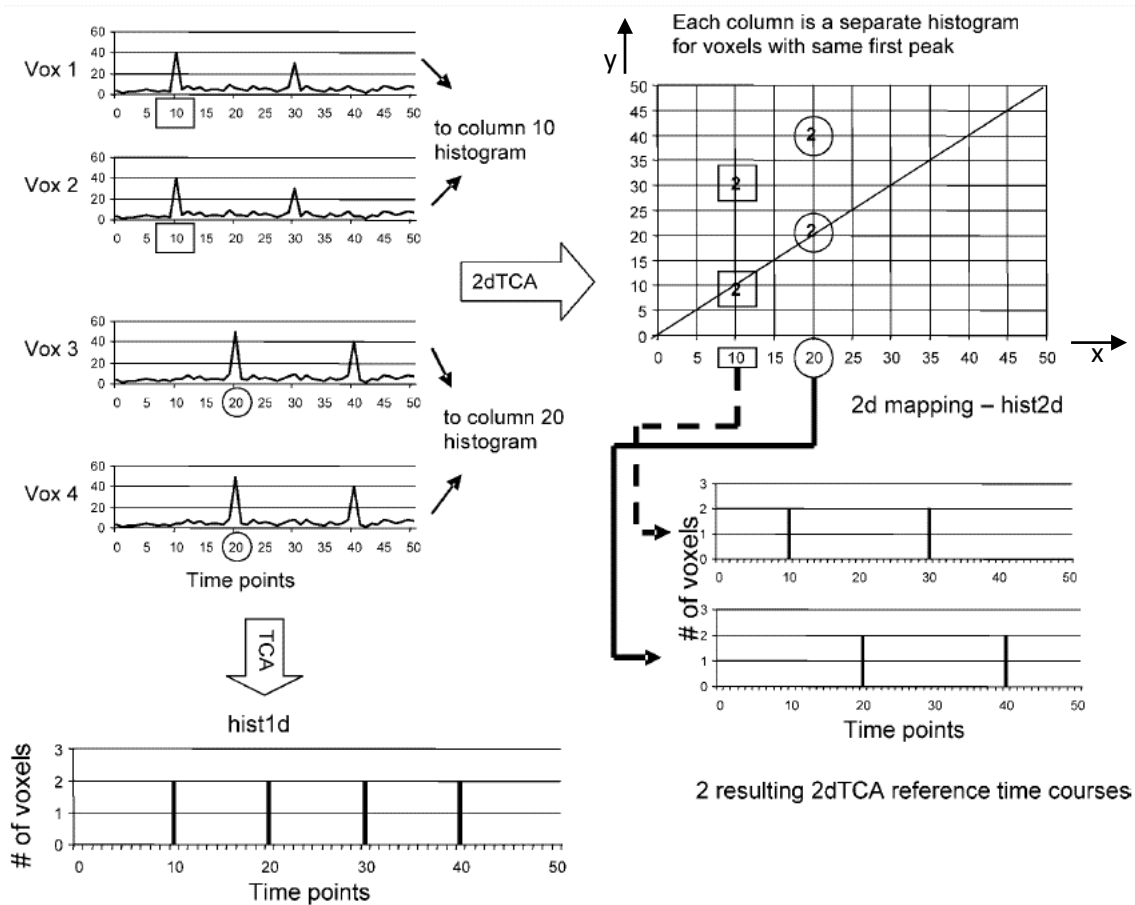 Vox 1
60
40
20
0
0 5 10 15 20 25 30 35 40 45 50
Vox 2
60
40
20
0
0 5 10 15 20 25 30 35 40 45 50
to column 10
histogram
Vox 3
60
40
20
0
0 5 10 15 20 25 30 35 40 45 50
Vox 4
60
40
20
0
0 5 10 15 20 25 30 35 40 45 50
Time points
to column 20
histogram
2dTCA
Each column is a separate histogram
for voxels with same first peak
y
50
45
40
35
30
25
20
15
10
5
0
2
2
2
2
0 5 10 15 20 25 30 35 40 45 50
x
2d mapping – hist2d
# of voxels
3
2
1
0
0 10 20 30 40 50
3
2
1
0
0 10 20 30 40 50
Time points
2 resulting 2dTCA reference time courses
TCA
hist1d
# of voxels
3
2
1
0
0 10 20 30 40 50
Time points